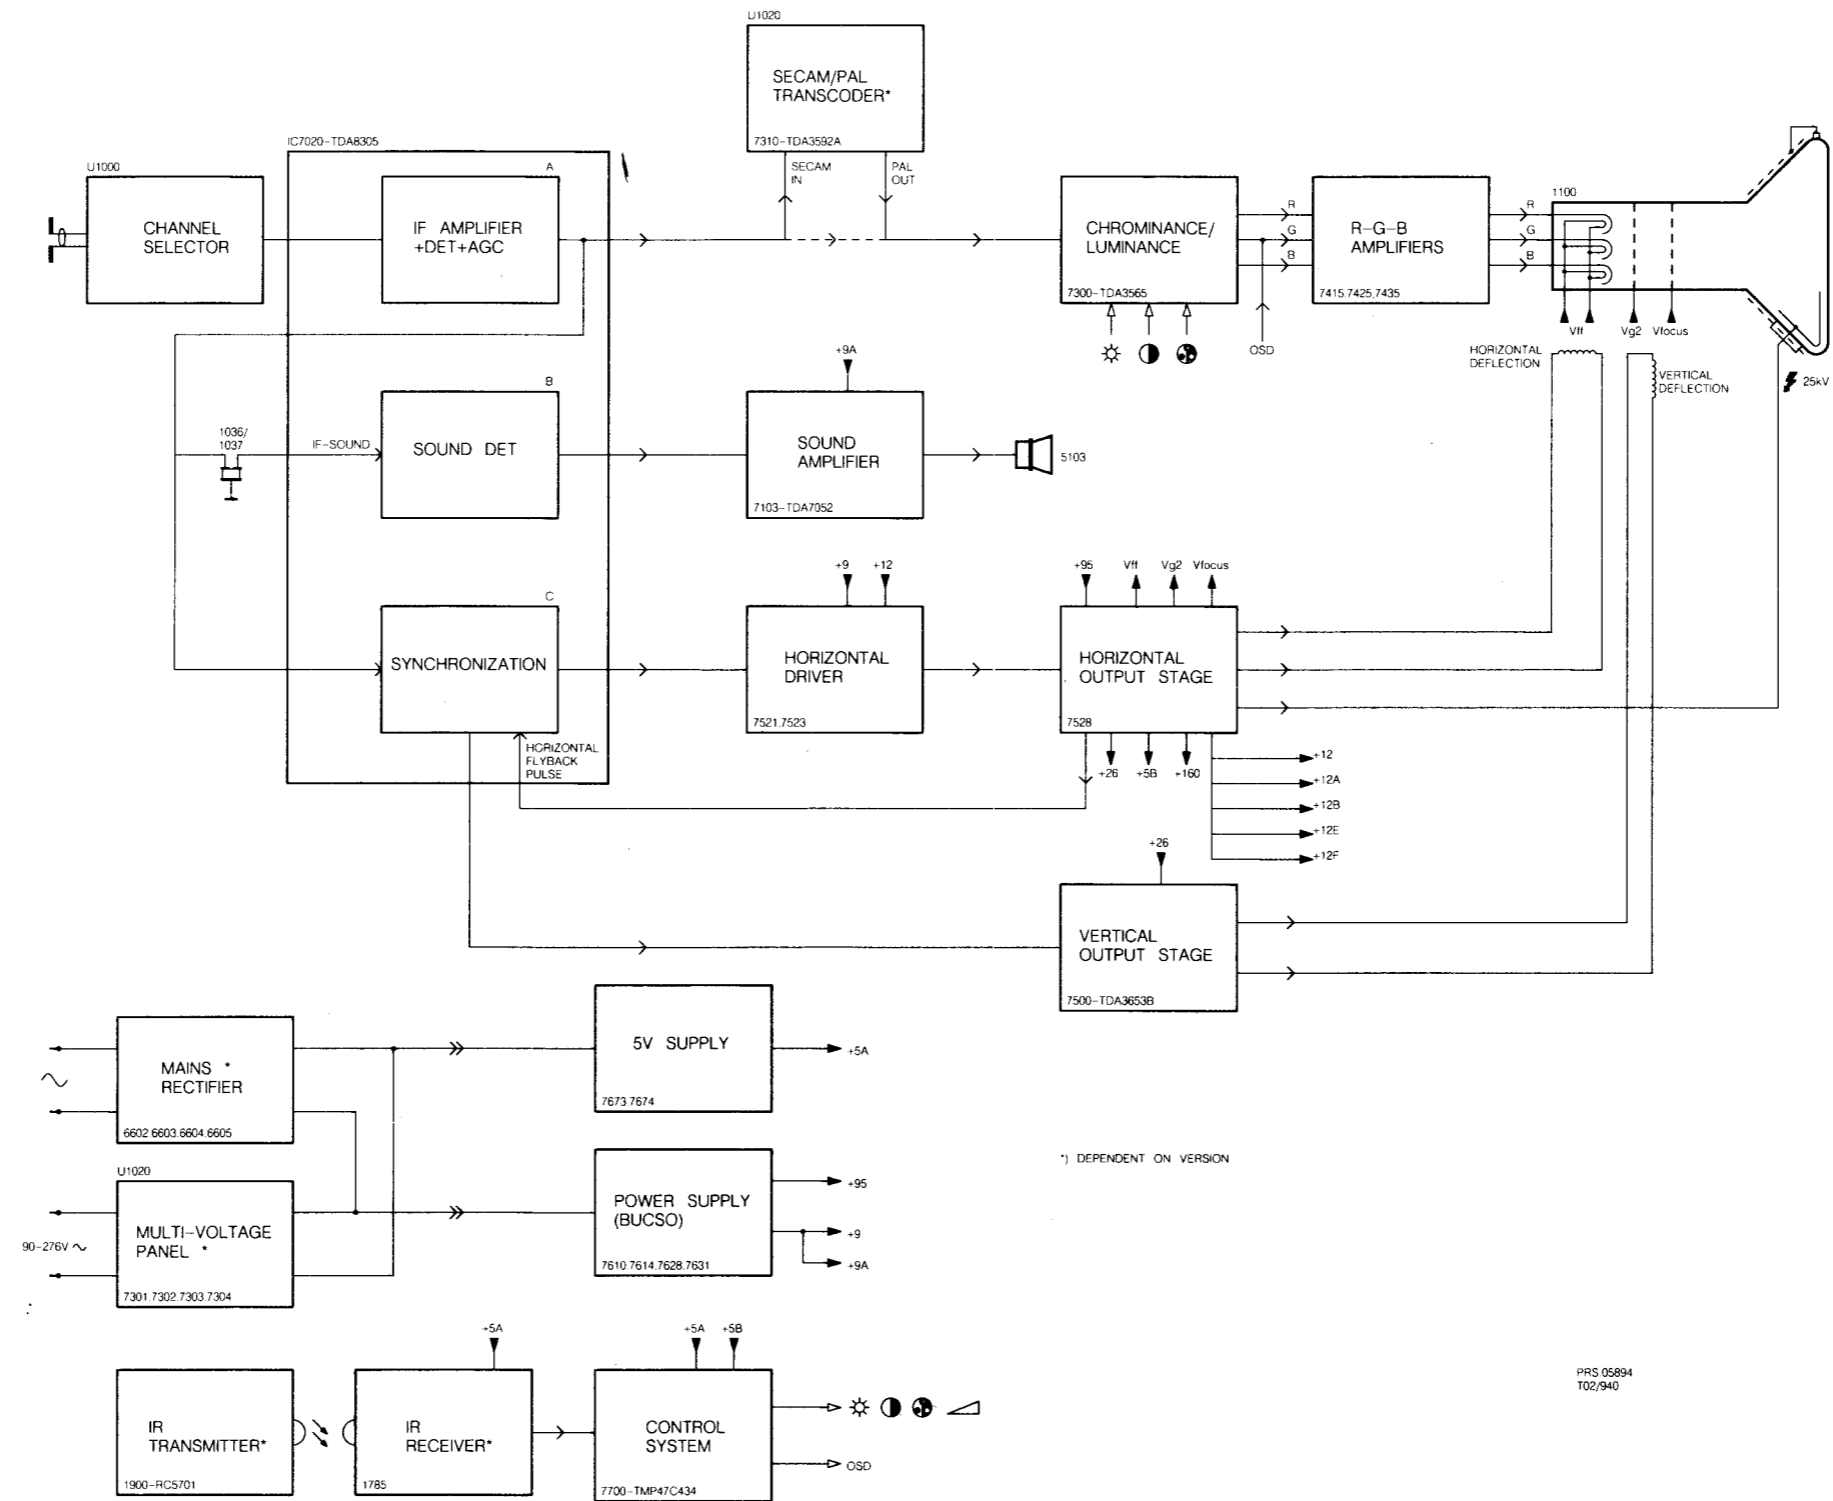 U1020
SECAM/PAL
TRANSCODER*
7310-TDA3592A
SECAM
IN
PAL
OUT
U1000
CHANNEL
SELECTOR
IC7020-TDA8305
A
IF AMPLIFIER
+DET+AGC
CHROMINANCE/
LUMINANCE
7300-TDA3565
R
G
B
OSD
R-G-B
AMPLIFIERS
7415.7425.7435
R
G
B
1100
Vff
Vg2
Vfocus
HORIZONTAL
DEFLECTION
VERTICAL
DEFLECTION
25kV
B
1036/
1037
IF-SOUND
SOUND DET
+9A
SOUND
AMPLIFIER
7103-TDA7052
5103
C
SYNCHRONIZATION
HORIZONTAL
FLYBACK
PULSE
+9
+12
HORIZONTAL
DRIVER
7521.7523
+95
Vff
Vg2
Vfocus
HORIZONTAL
OUTPUT STAGE
7528
+26
+5B
+160
+12
+12A
+12B
+12E
+12F
+26
VERTICAL
OUTPUT STAGE
7500-TDA3653B
MAINS *
RECTIFIER
6602.6603.6604.6605
5V SUPPLY
7673.7674
+5A
U1020
90-276V ~
MULTI-VOLTAGE
PANEL *
7301.7302.7303.7304
POWER SUPPLY
(BUCSO)
7610.7614.7628.7631
+95
+9
+9A
*) DEPENDENT ON VERSION
IR
TRANSMITTER*
1900-RC5701
+5A
IR
RECEIVER*
1785
+5A
+5B
CONTROL
SYSTEM
7700-TMP47C434
OSD
PRS.05894
T02/940